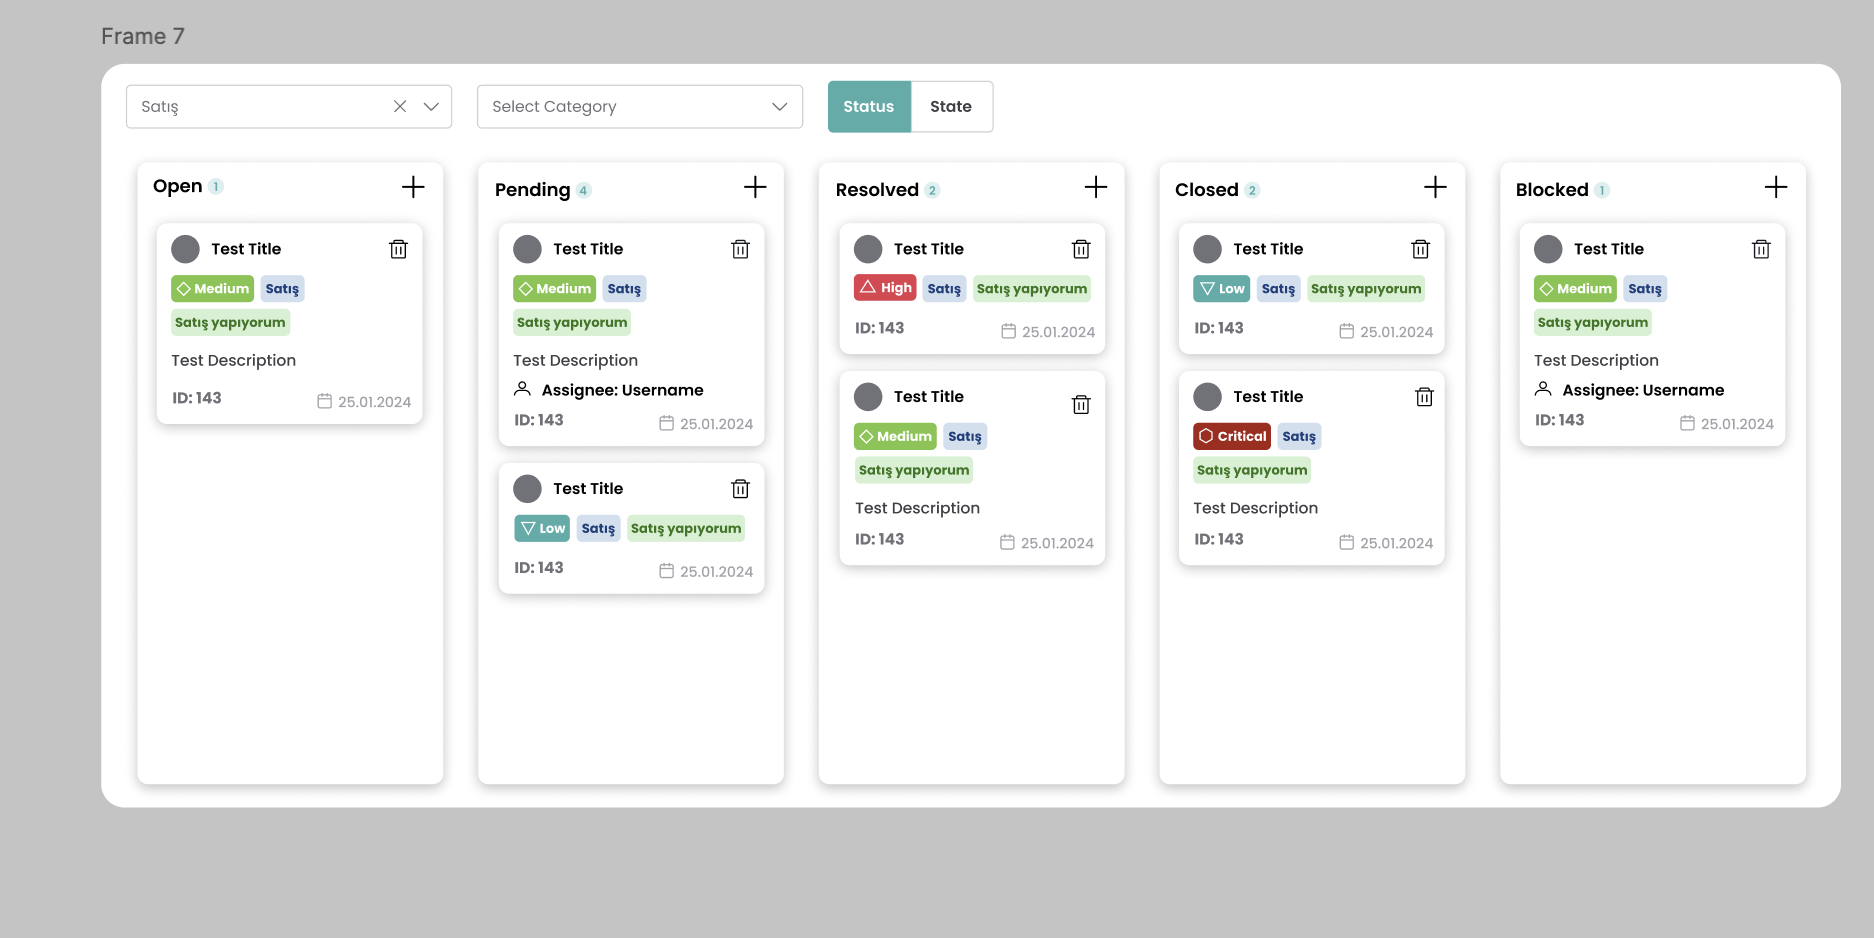 Frame 7
Satış
Select Category
Status
State
Open 1
Test Title
Medium Satış
Satış yapıyorum
Test Description
ID: 143 25.01.2024
Pending 4
Test Title
Medium Satış
Satış yapıyorum
Test Description
Assignee: Username
ID: 143 25.01.2024
Test Title
Low Satış Satış yapıyorum
ID: 143 25.01.2024
Resolved 2
Test Title
High Satış Satış yapıyorum
ID: 143 25.01.2024
Test Title
Medium Satış
Satış yapıyorum
Test Description
ID: 143 25.01.2024
Closed 2
Test Title
Low Satış Satış yapıyorum
ID: 143 25.01.2024
Test Title
Critical Satış
Satış yapıyorum
Test Description
ID: 143 25.01.2024
Blocked 1
Test Title
Medium Satış
Satış yapıyorum
Test Description
Assignee: Username
ID: 143 25.01.2024